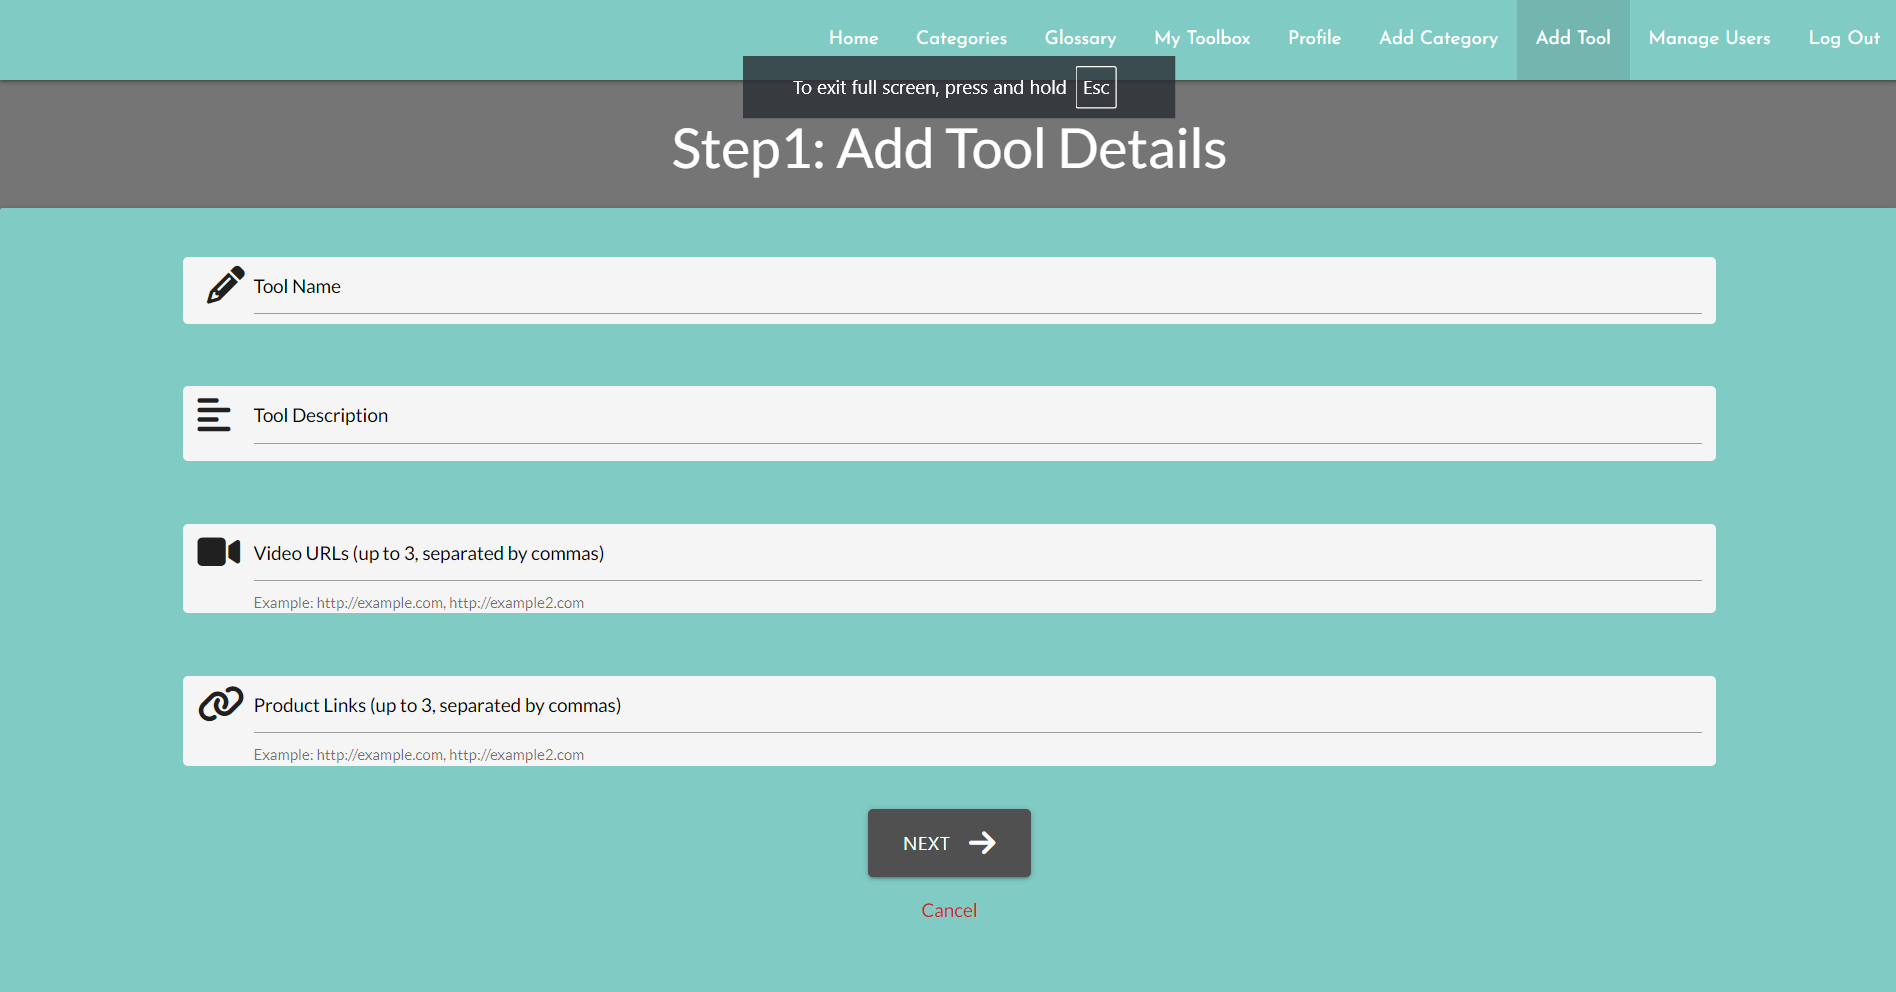 Home Categories Glossary My Toolbox Profile Add Category Add Tool Manage Users Log Out
To exit full screen, press and hold Esc
Step1: Add Tool Details
Tool Name
Tool Description
Video URLs (up to 3, separated by commas)
Example: http://example.com, http://example2.com
Product Links (up to 3, separated by commas)
Example: http://example.com, http://example2.com
NEXT
Cancel